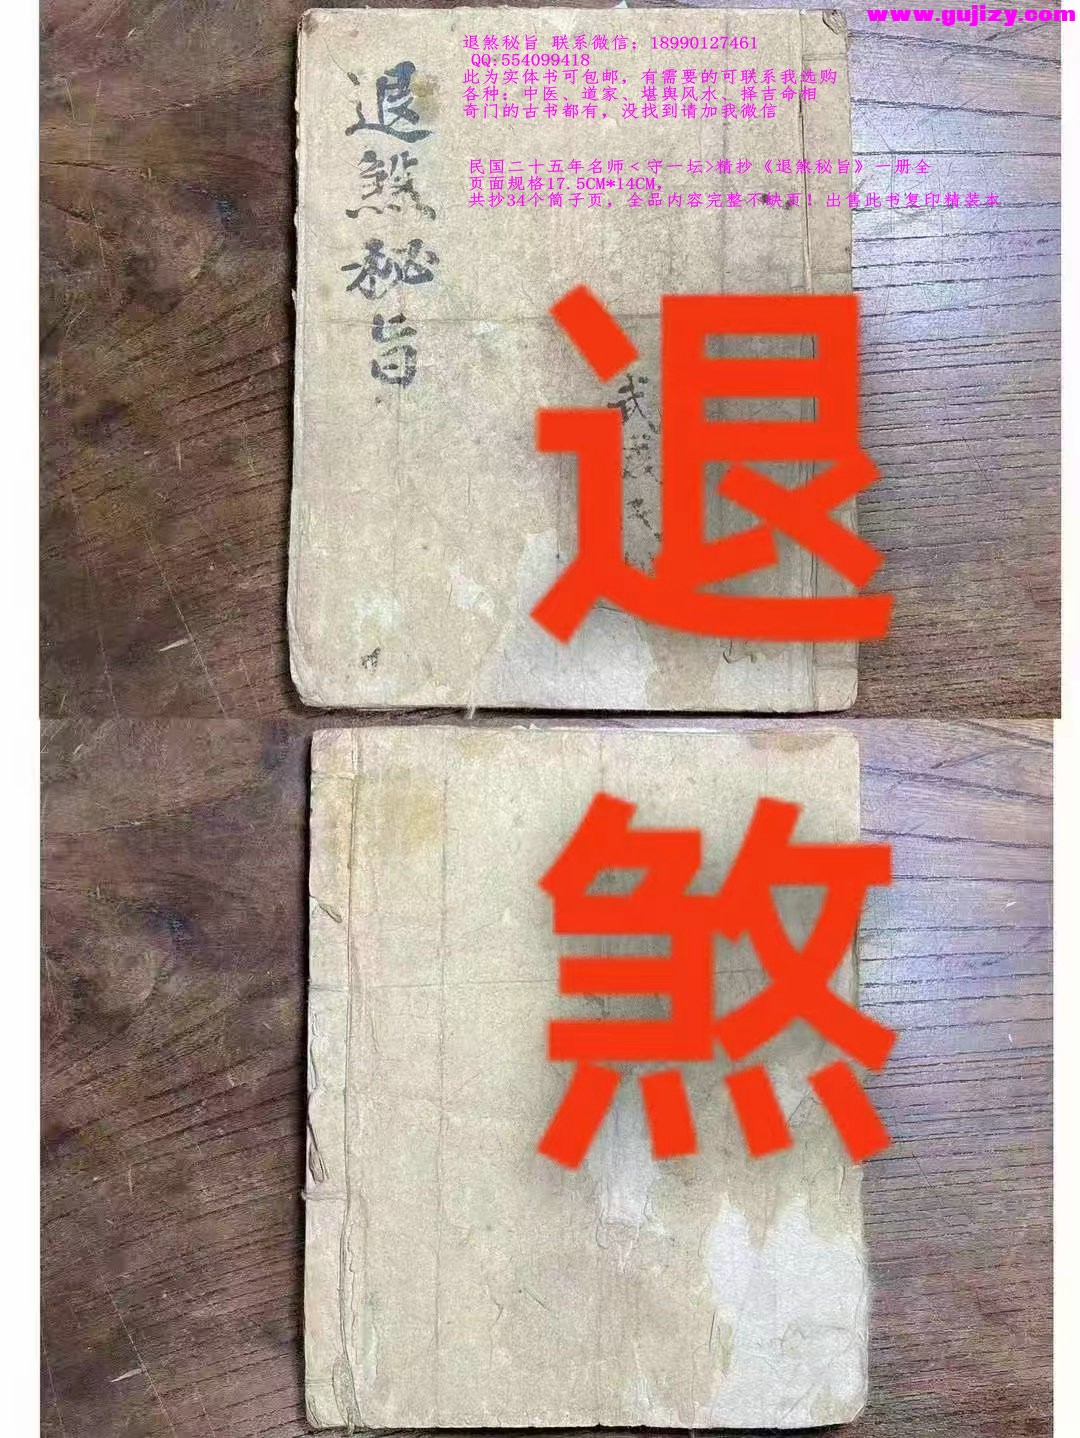 www.gujizy.com
退煞秘旨 联系微信：18990127461
QQ:554099418
此为实体书可包邮，有需要的可联系我选购
各种：中医、道家、堪舆风水、择吉命相
奇门的古书都有，没找到请加我微信
民国二十五年名师<守一坛>精抄《退煞秘旨》一册全
页面规格17.5CM*14CM,
共抄34个筒子页，全品内容完整不缺页！出售此书复印精装本
退煞秘旨
退
煞